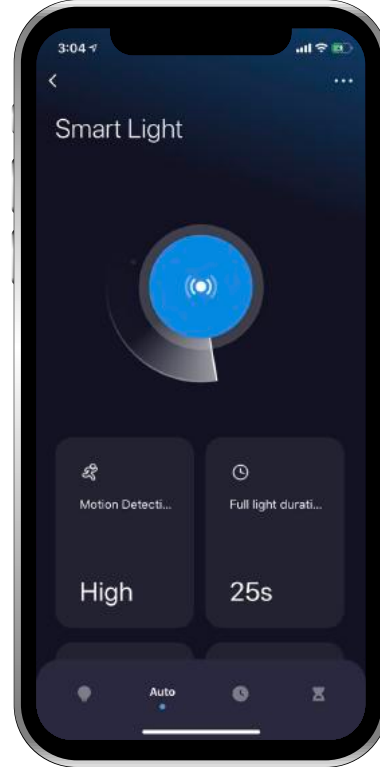 3:04
Smart Light
Motion Detecti...
Full light durati...
High
25s
Auto